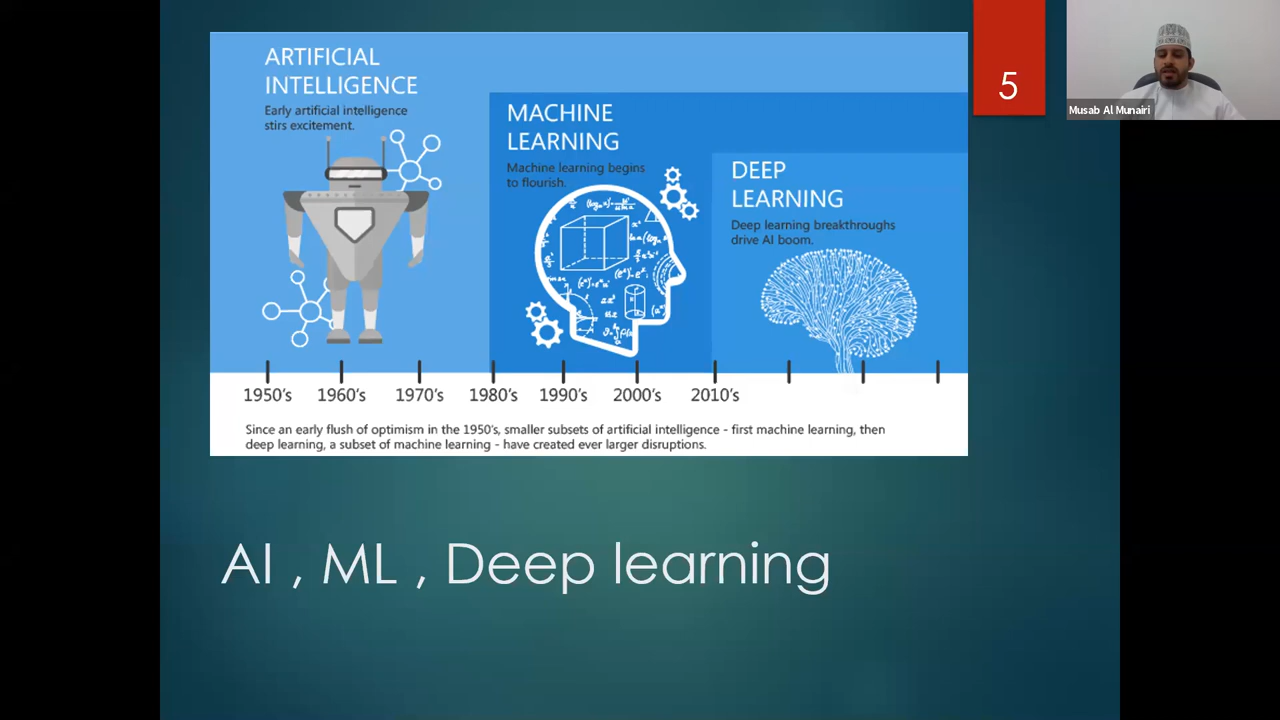 ARTIFICIAL
INTELLIGENCE
Early artificial intelligence
stirs excitement.
MACHINE
LEARNING
Machine learning begins
to flourish.
DEEP
LEARNING
Deep learning breakthroughs
drive AI boom.
1950's 1960's 1970's 1980's 1990's 2000's 2010's
Since an early flush of optimism in the 1950's, smaller subsets of artificial intelligence - first machine learning, then
deep learning, a subset of machine learning - have created ever larger disruptions.
AI , ML , Deep learning
5
Musab Al Munairi